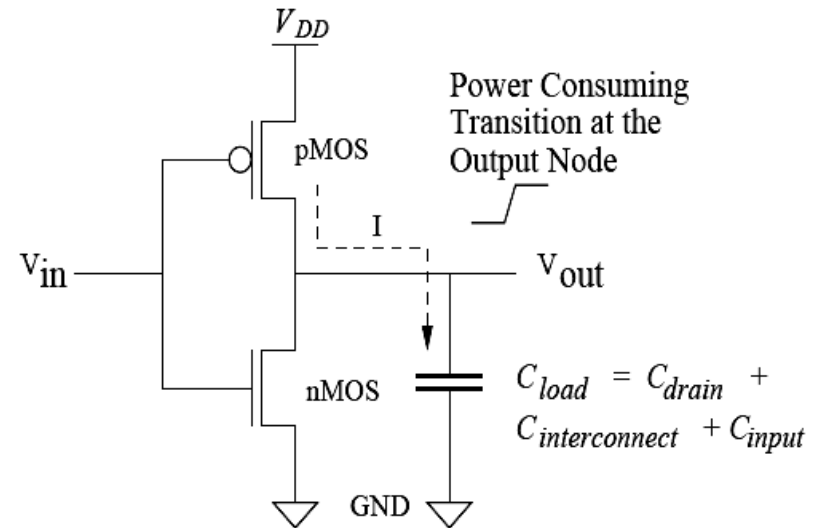 V_DD
Power Consuming
Transition at the
Output Node
pMOS
I
V_in
V_out
nMOS
C_load = C_drain +
C_interconnect + C_input
GND